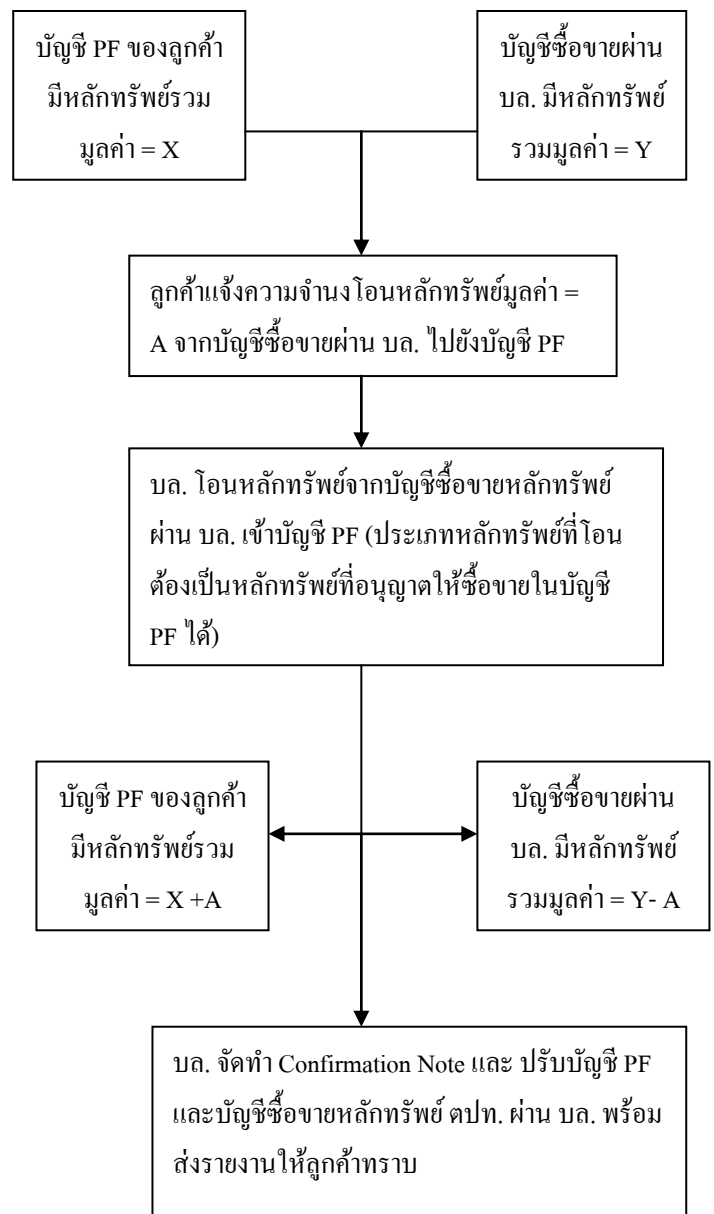 บัญชี PF ของลูกค้า
มีหลักทรัพย์รวม
มูลค่า = X
บัญชีซื้อขายผ่าน
บล. มีหลักทรัพย์
รวมมูลค่า = Y
ลูกค้าแจ้งความจำนงโอนหลักทรัพย์มูลค่า =
A จากบัญชีซื้อขายผ่าน บล. ไปยังบัญชี PF
บล. โอนหลักทรัพย์จากบัญชีซื้อขายหลักทรัพย์
ผ่าน บล. เข้าบัญชี PF (ประเภทหลักทรัพย์ที่โอน
ต้องเป็นหลักทรัพย์ที่อนุญาตให้ซื้อขายในบัญชี
PF ได้)
บัญชี PF ของลูกค้า
มีหลักทรัพย์รวม
มูลค่า = X +A
บัญชีซื้อขายผ่าน
บล. มีหลักทรัพย์
รวมมูลค่า = Y- A
บล. จัดทำ Confirmation Note และ ปรับบัญชี PF
และบัญชีซื้อขายหลักทรัพย์ ตปท. ผ่าน บล. พร้อม
ส่งรายงานให้ลูกค้าทราบ